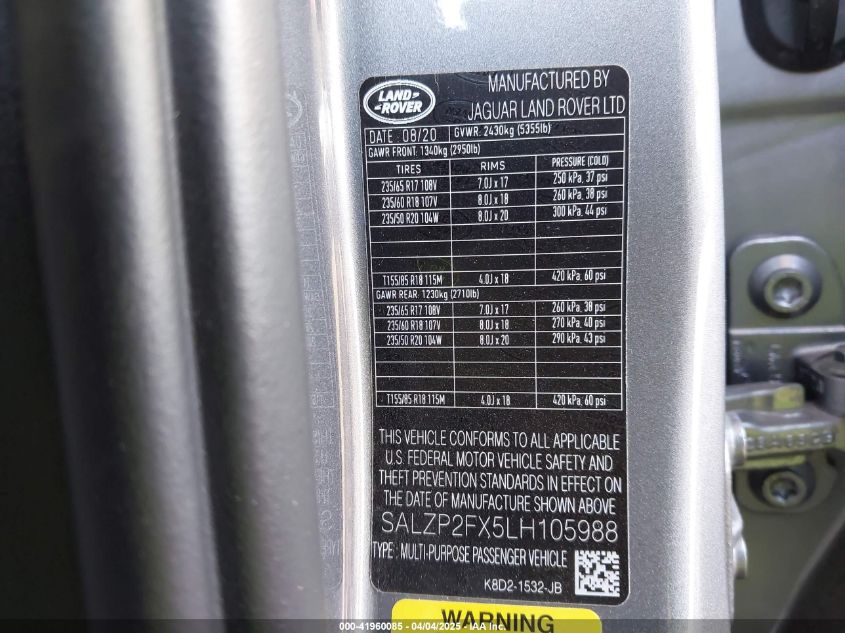 LAND
ROVER
MANUFACTURED BY
JAGUAR LAND ROVER LTD
DATE 08/20 GVWR: 2430kg (5355lb)
GAWR FRONT: 1340kg (2950lb)
TIRES RIMS PRESSURE (COLD)
235/65 R17 108V 7.0J x 17 250 kPa, 37 psi
235/60 R18 107V 8.0J x 18 260 kPa, 38 psi
235/50 R20 104W 8.0J x 20 300 kPa, 44 psi
T155/85 R18 115M 4.0J x 18 420 kPa, 60 psi
GAWR REAR: 1230kg (2710lb)
235/65 R17 108V 7.0J x 17 260 kPa, 38 psi
235/60 R18 107V 8.0J x 18 270 kPa, 40 psi
235/50 R20 104W 8.0J x 20 290 kPa, 43 psi
T155/85 R18 115M 4.0J x 18 420 kPa, 60 psi
THIS VEHICLE CONFORMS TO ALL APPLICABLE
U.S. FEDERAL MOTOR VEHICLE SAFETY AND
THEFT PREVENTION STANDARDS IN EFFECT ON
THE DATE OF MANUFACTURE SHOWN ABOVE
SALZP2FX5LH105988
TYPE: MULTI-PURPOSE PASSENGER VEHICLE
K8D2-1532-JB
WARNING
000-41960085 - 04/04/2025 - IAA Inc.